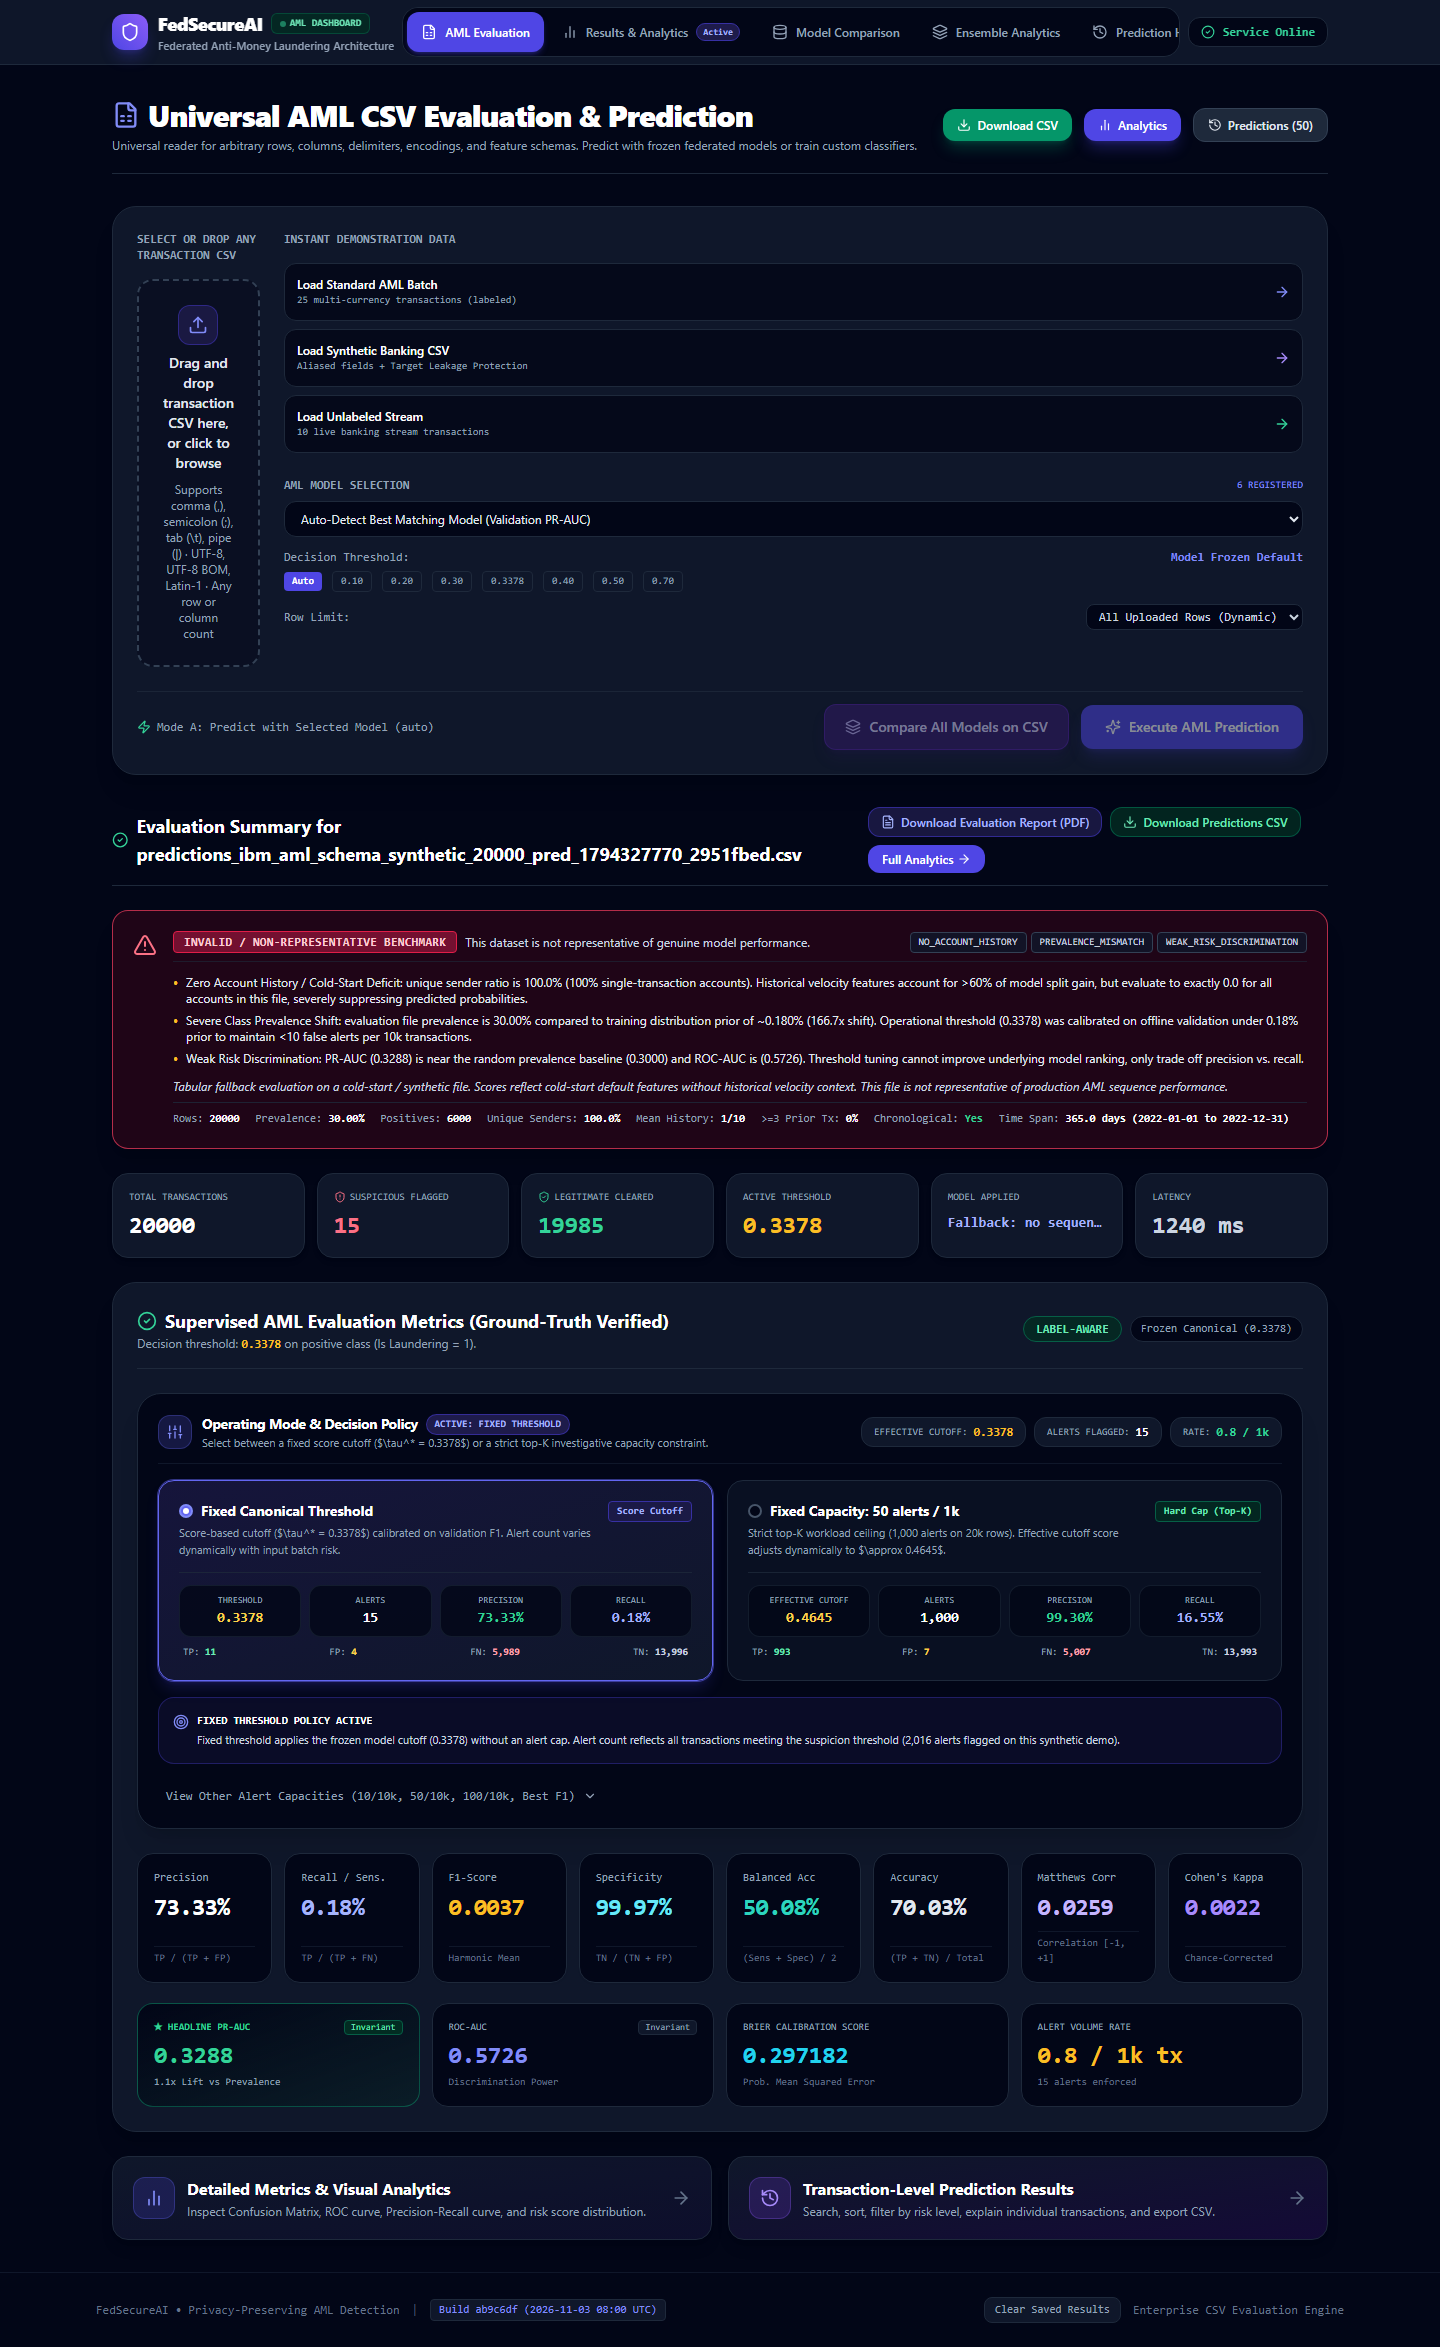 FedSecureAI
AML DASHBOARD
Federated Anti-Money Laundering Architecture
AML Evaluation
Results & Analytics
Active
Model Comparison
Ensemble Analytics
Prediction
Service Online
Universal AML CSV Evaluation & Prediction
Universal reader for arbitrary rows, columns, delimiters, encodings, and feature schemas. Predict with frozen federated models or train custom classifiers.
Download CSV
Analytics
Predictions (50)
SELECT OR DROP ANY
TRANSACTION CSV
Drag and
drop
transaction
CSV here,
or click to
browse
Supports
comma (,),
semicolon (;),
tab (\t), pipe
(|) · UTF-8,
UTF-8 BOM,
Latin-1 · Any
row or
column
count
INSTANT DEMONSTRATION DATA
Load Standard AML Batch
25 multi-currency transactions (labeled)
Load Synthetic Banking CSV
Aliased fields + Target Leakage Protection
Load Unlabeled Stream
10 live banking stream transactions
AML MODEL SELECTION
6 REGISTERED
Auto-Detect Best Matching Model (Validation PR-AUC)
Decision Threshold:
Model Frozen Default
Auto
0.10
0.20
0.30
0.3378
0.40
0.50
0.70
Row Limit:
All Uploaded Rows (Dynamic)
Mode A: Predict with Selected Model (auto)
Compare All Models on CSV
Execute AML Prediction
Evaluation Summary for
predictions_ibm_aml_schema_synthetic_20000_pred_1794327770_2951fbed.csv
Download Evaluation Report (PDF)
Download Predictions CSV
Full Analytics →
INVALID / NON-REPRESENTATIVE BENCHMARK
This dataset is not representative of genuine model performance.
NO_ACCOUNT_HISTORY
PREVALENCE_MISMATCH
WEAK_RISK_DISCRIMINATION
• Zero Account History / Cold-Start Deficit: unique sender ratio is 100.0% (100% single-transaction accounts). Historical velocity features account for >60% of model split gain, but evaluate to exactly 0.0 for all
accounts in this file, severely suppressing predicted probabilities.
• Severe Class Prevalence Shift: evaluation file prevalence is 30.00% compared to training distribution prior of ~0.180% (166.7x shift). Operational threshold (0.3378) was calibrated on offline validation under 0.18%
prior to maintain <10 false alerts per 10k transactions.
• Weak Risk Discrimination: PR-AUC (0.3288) is near the random prevalence baseline (0.3000) and ROC-AUC is (0.5726). Threshold tuning cannot improve underlying model ranking, only trade off precision vs. recall.
Tabular fallback evaluation on a cold-start / synthetic file. Scores reflect cold-start default features without historical velocity context. This file is not representative of production AML sequence performance.
Rows: 20000 Prevalence: 30.00% Positives: 6000 Unique Senders: 100.0% Mean History: 1/10 >=3 Prior Tx: 0% Chronological: Yes Time Span: 365.0 days (2022-01-01 to 2022-12-31)
TOTAL TRANSACTIONS
20000
SUSPICIOUS FLAGGED
15
LEGITIMATE CLEARED
19985
ACTIVE THRESHOLD
0.3378
MODEL APPLIED
Fallback: no sequen…
LATENCY
1240 ms
Supervised AML Evaluation Metrics (Ground-Truth Verified)
Decision threshold: 0.3378 on positive class (Is Laundering = 1).
LABEL-AWARE
Frozen Canonical (0.3378)
Operating Mode & Decision Policy
ACTIVE: FIXED THRESHOLD
Select between a fixed score cutoff ($\tau^* = 0.3378$) or a strict top-K investigative capacity constraint.
EFFECTIVE CUTOFF: 0.3378
ALERTS FLAGGED: 15
RATE: 0.8 / 1k
Fixed Canonical Threshold
Score Cutoff
Score-based cutoff ($\tau^* = 0.3378$) calibrated on validation F1. Alert count varies
dynamically with input batch risk.
THRESHOLD
0.3378
ALERTS
15
PRECISION
73.33%
RECALL
0.18%
TP: 11
FP: 4
FN: 5,989
TN: 13,996
Fixed Capacity: 50 alerts / 1k
Hard Cap (Top-K)
Strict top-K workload ceiling (1,000 alerts on 20k rows). Effective cutoff score
adjusts dynamically to $\approx 0.4645$.
EFFECTIVE CUTOFF
0.4645
ALERTS
1,000
PRECISION
99.30%
RECALL
16.55%
TP: 993
FP: 7
FN: 5,007
TN: 13,993
FIXED THRESHOLD POLICY ACTIVE
Fixed threshold applies the frozen model cutoff (0.3378) without an alert cap. Alert count reflects all transactions meeting the suspicion threshold (2,016 alerts flagged on this synthetic demo).
View Other Alert Capacities (10/10k, 50/10k, 100/10k, Best F1)
Precision
73.33%
TP / (TP + FP)
Recall / Sens.
0.18%
TP / (TP + FN)
F1-Score
0.0037
Harmonic Mean
Specificity
99.97%
TN / (TN + FP)
Balanced Acc
50.08%
(Sens + Spec) / 2
Accuracy
70.03%
(TP + TN) / Total
Matthews Corr
0.0259
Correlation [-1,
+1]
Cohen's Kappa
0.0022
Chance-Corrected
★ HEADLINE PR-AUC
Invariant
0.3288
1.1x Lift vs Prevalence
ROC-AUC
Invariant
0.5726
Discrimination Power
BRIER CALIBRATION SCORE
0.297182
Prob. Mean Squared Error
ALERT VOLUME RATE
0.8 / 1k tx
15 alerts enforced
Detailed Metrics & Visual Analytics
Inspect Confusion Matrix, ROC curve, Precision-Recall curve, and risk score distribution.
Transaction-Level Prediction Results
Search, sort, filter by risk level, explain individual transactions, and export CSV.
FedSecureAI • Privacy-Preserving AML Detection | Build ab9c6df (2026-11-03 08:00 UTC)
Clear Saved Results
Enterprise CSV Evaluation Engine